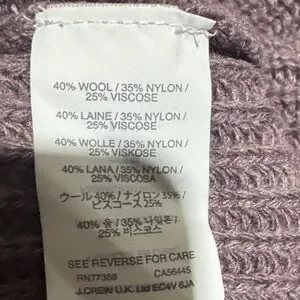 40% WOOL / 35% NYLON /
25% VISCOSE
40% LAINE / 35% NYLON /
25% VISCOSE
40% WOLLE / 35% NYLON /
25% VISKOSE
40% LANA / 35% NYLON /
25% VISCOSA
ウール 40% / ナイロン 35% /
ビスコース 25%
40% 울 / 35% 나일론 /
25% 비스코스
SEE REVERSE FOR CARE
RN77388 CA56445
J.CREW U.K. Ltd EC4V 6JA